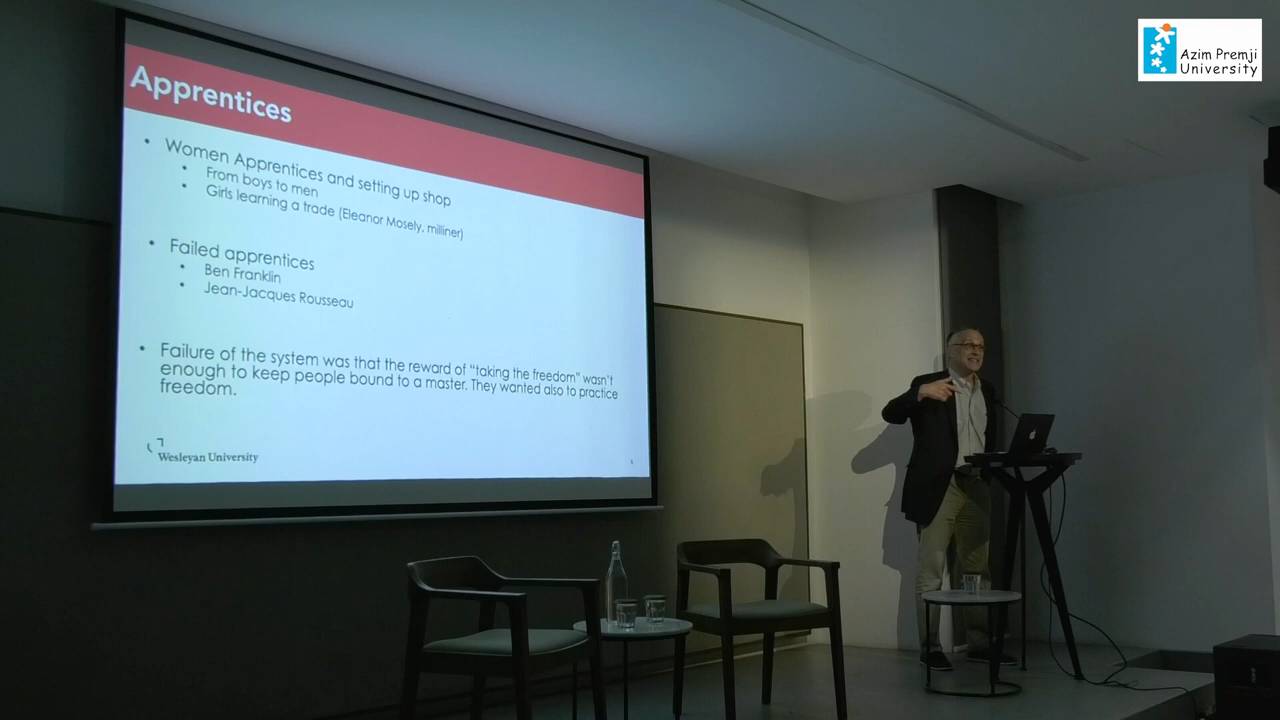 Azim Premji
University
Apprentices
• Women Apprentices and setting up shop
• From boys to men
• Girls learning a trade (Eleanor Mosely, milliner)
• Failed apprentices
• Ben Franklin
• Jean-Jacques Rousseau
• Failure of the system was that the reward of “taking the freedom” wasn’t
enough to keep people bound to a master. They wanted also to practice
freedom.
Wesleyan University